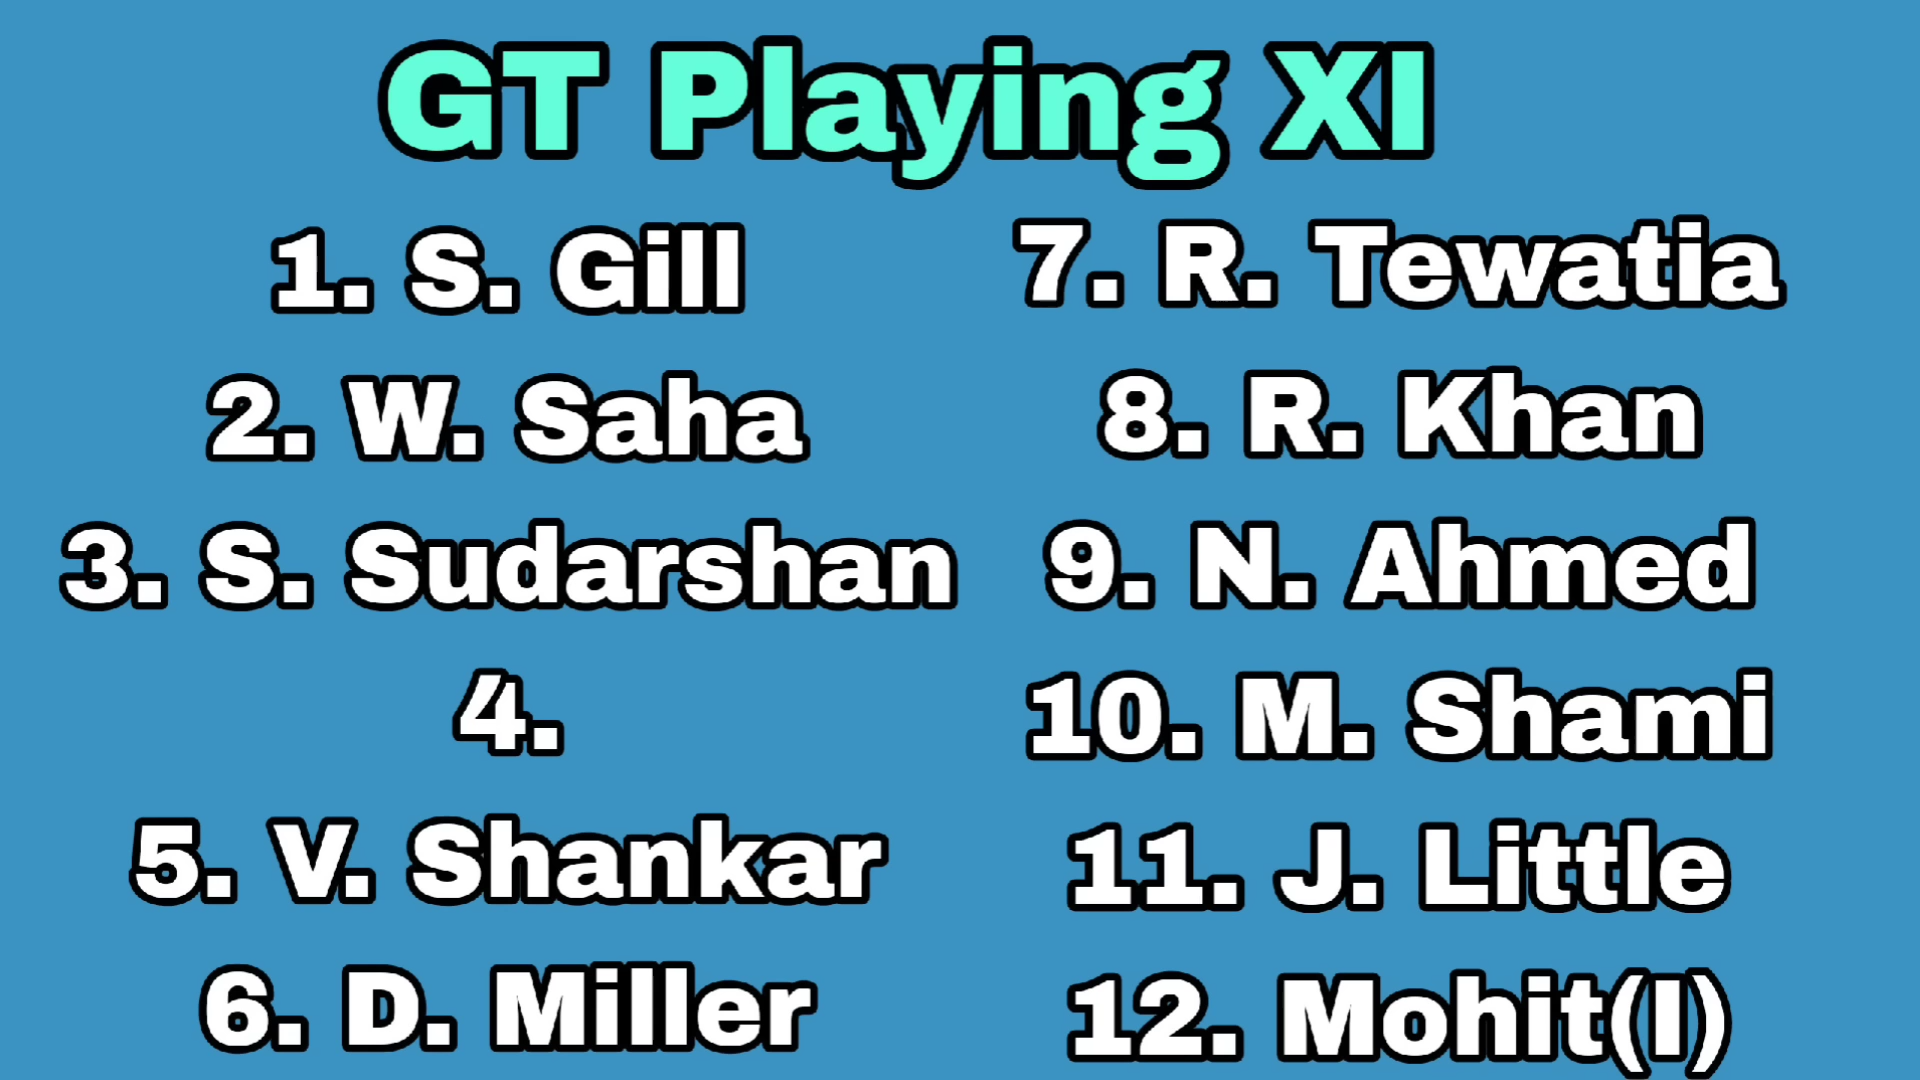 GT Playing XI
1. S. Gill
2. W. Saha
3. S. Sudarshan
4.
5. V. Shankar
6. D. Miller
7. R. Tewatia
8. R. Khan
9. N. Ahmed
10. M. Shami
11. J. Little
12. Mohit(I)